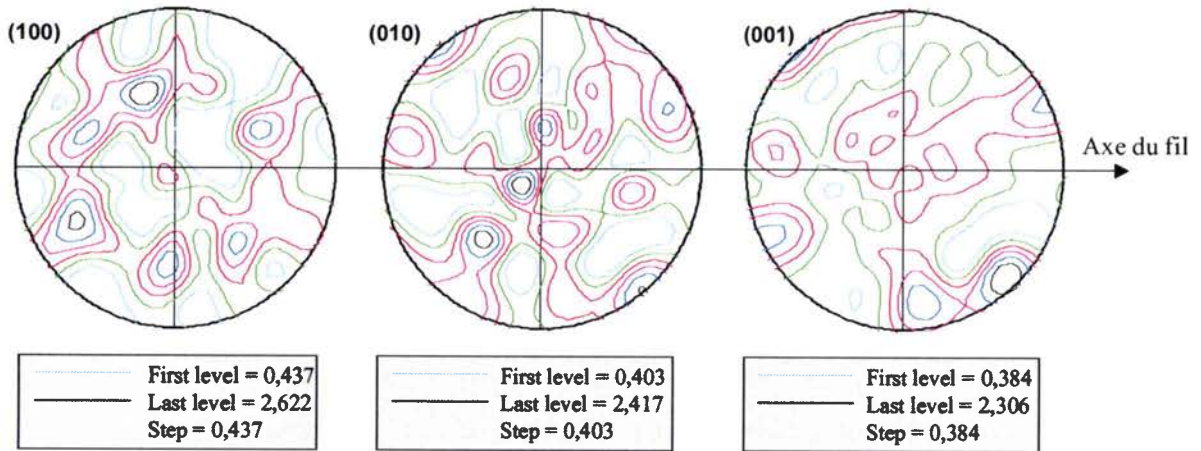 (100)
(010)
(001)
Axe du fil
First level = 0,437
Last level = 2,622
Step = 0,437
First level = 0,403
Last level = 2,417
Step = 0,403
First level = 0,384
Last level = 2,306
Step = 0,384